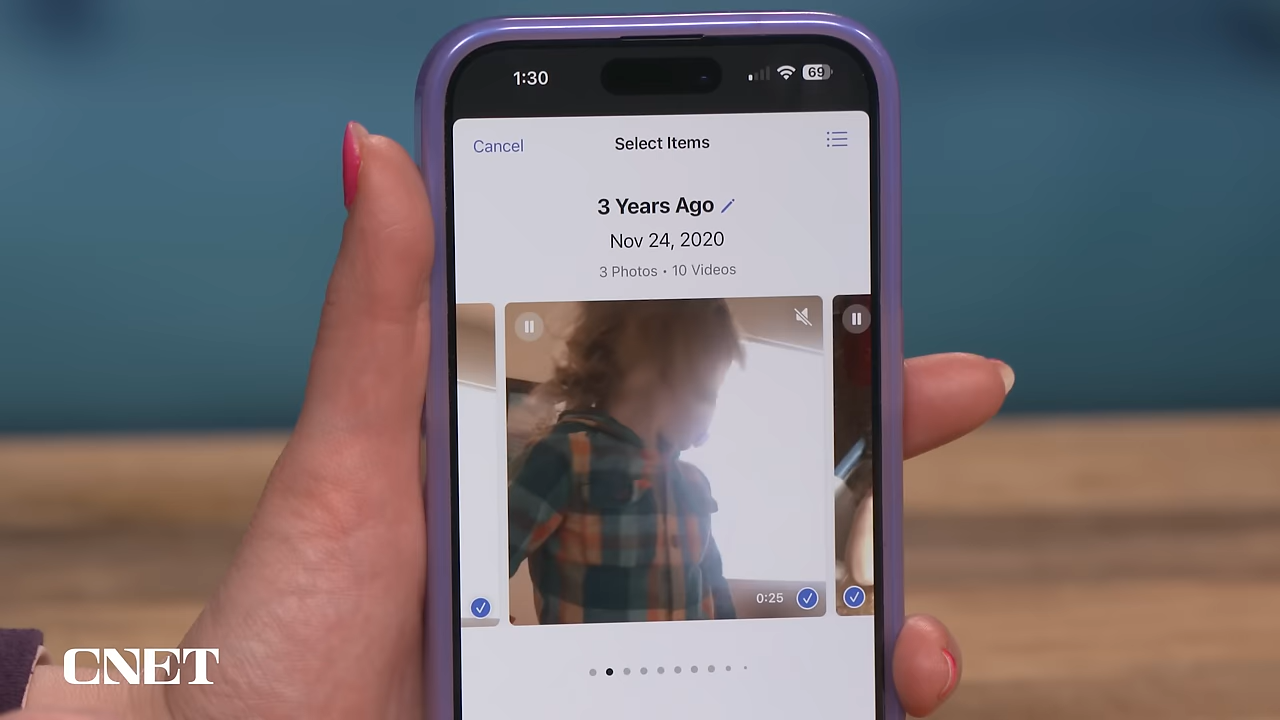 1:30
69
Cancel
Select Items
3 Years Ago
Nov 24, 2020
3 Photos • 10 Videos
0:25
CNET